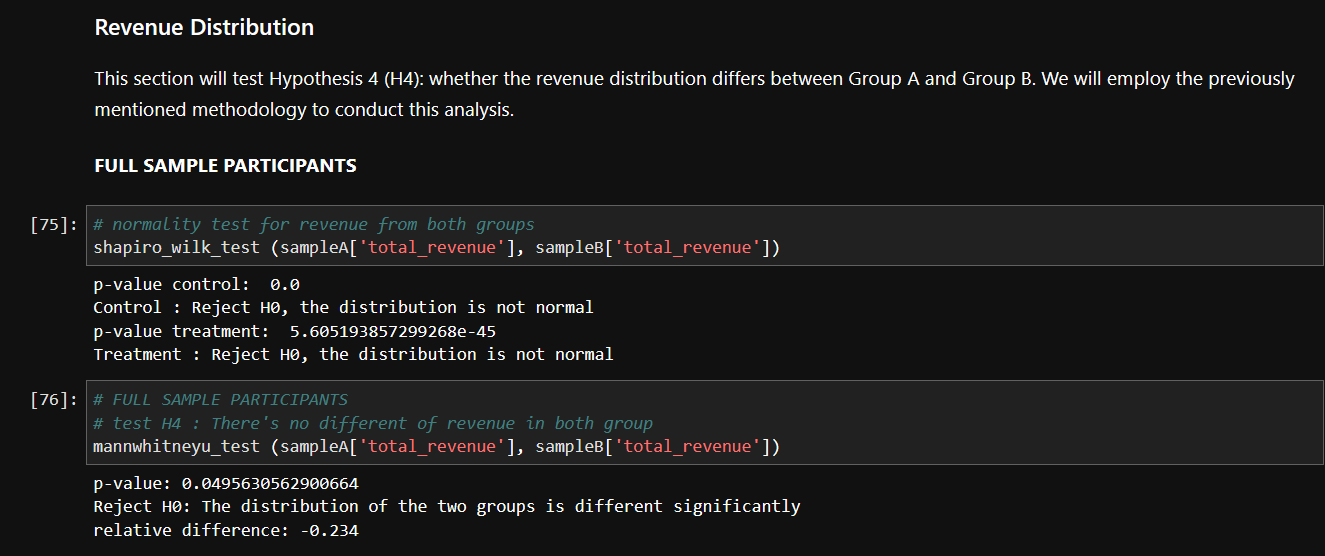 Revenue Distribution
This section will test Hypothesis 4 (H4): whether the revenue distribution differs between Group A and Group B. We will employ the previously
mentioned methodology to conduct this analysis.
FULL SAMPLE PARTICIPANTS
[75]:
# normality test for revenue from both groups
shapiro_wilk_test (sampleA['total_revenue'], sampleB['total_revenue'])
p-value control:  0.0
Control : Reject H0, the distribution is not normal
p-value treatment:  5.605193857299268e-45
Treatment : Reject H0, the distribution is not normal
[76]:
# FULL SAMPLE PARTICIPANTS
# test H4 : There's no different of revenue in both group
mannwhitneyu_test (sampleA['total_revenue'], sampleB['total_revenue'])
p-value: 0.0495630562900664
Reject H0: The distribution of the two groups is different significantly
relative difference: -0.234